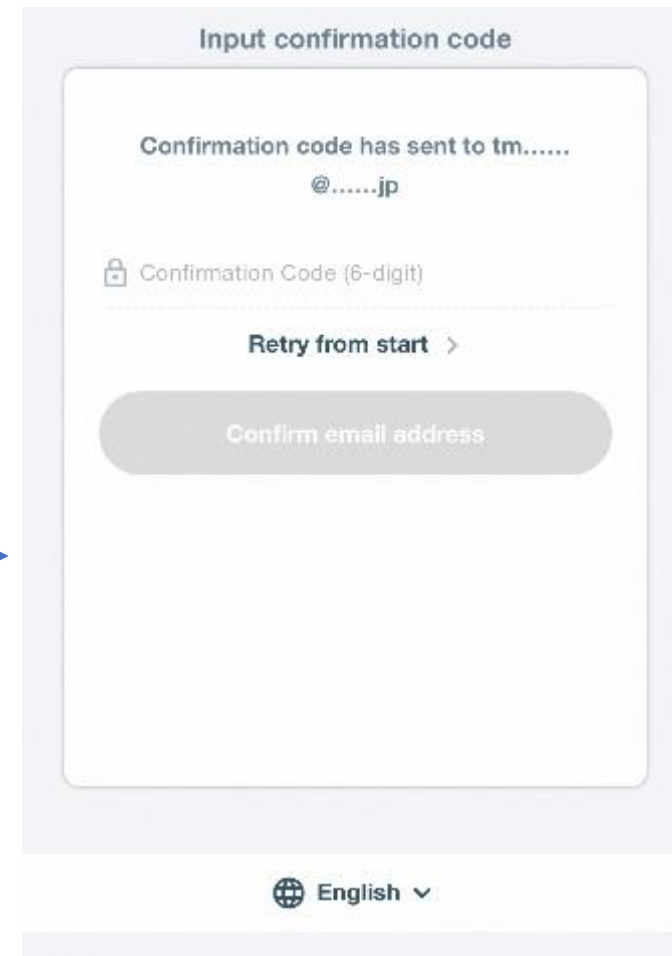 Input confirmation code
Confirmation code has sent to tm......
@......jp
Confirmation Code (6-digit)
Retry from start >
Confirm email address
English